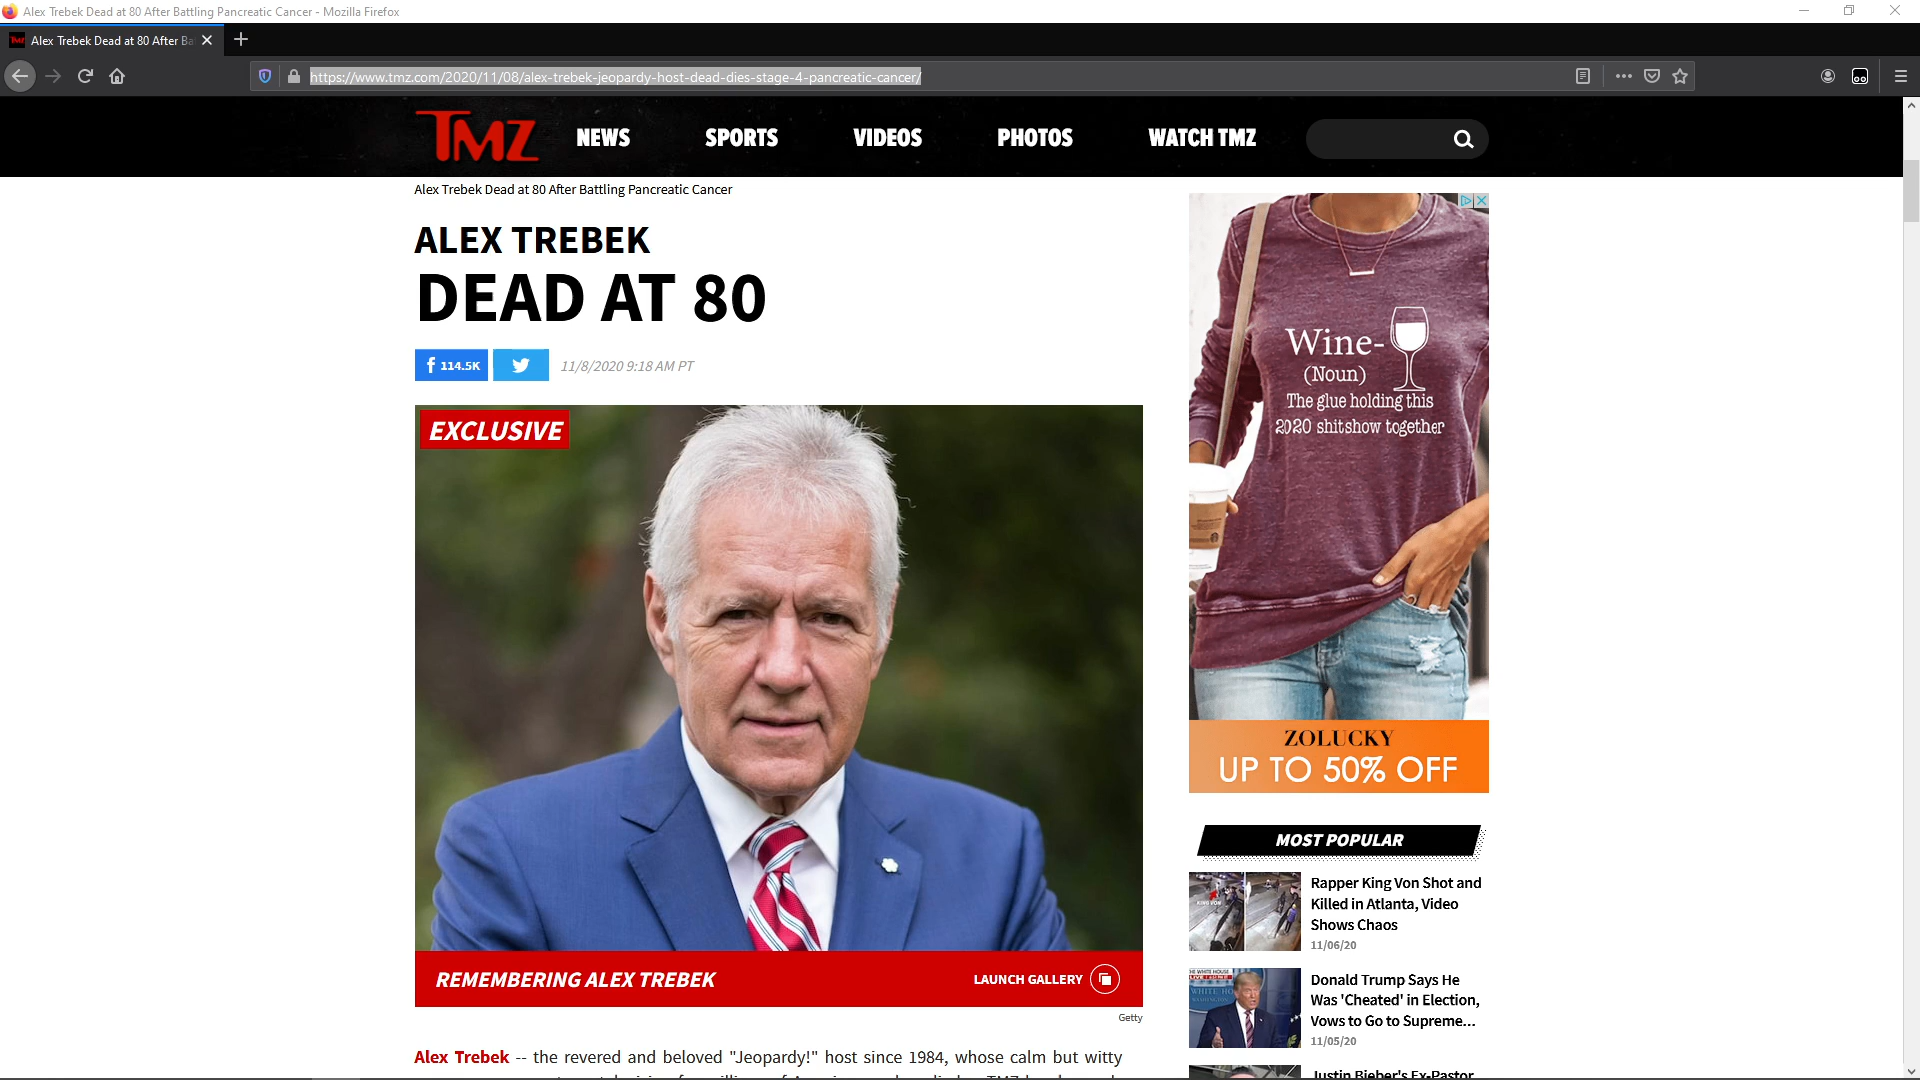 Alex Trebek Dead at 80 After Battling Pancreatic Cancer - Mozilla Firefox
TMZ
Alex Trebek Dead at 80 After Ba
https://www.tmz.com/2020/11/08/alex-trebek-jeopardy-host-dead-dies-stage-4-pancreatic-cancer/
TMZ NEWS SPORTS VIDEOS PHOTOS WATCH TMZ
Alex Trebek Dead at 80 After Battling Pancreatic Cancer
ALEX TREBEK
DEAD AT 80
f 114.5K
11/8/2020 9:18 AM PT
EXCLUSIVE
REMEMBERING ALEX TREBEK
LAUNCH GALLERY
Getty
Alex Trebek -- the revered and beloved "Jeopardy!" host since 1984, whose calm but witty
Wine-
(Noun)
The glue holding this
2020 shitshow together
ZOLUCKY
UP TO 50% OFF
MOST POPULAR
KING VON
Rapper King Von Shot and
Killed in Atlanta, Video
Shows Chaos
11/06/20
Donald Trump Says He
Was 'Cheated' in Election,
Vows to Go to Supreme...
11/05/20
Justin Bieber's Ex-Pastor